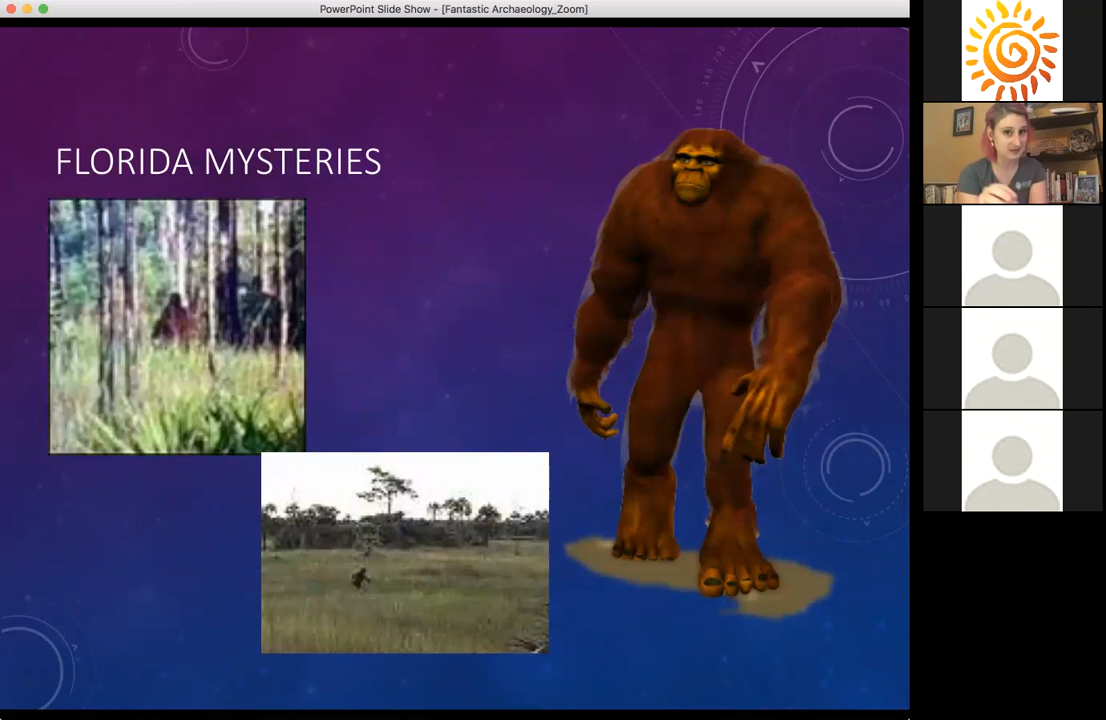 PowerPoint Slide Show - [Fantastic Archaeology_Zoom]
FLORIDA MYSTERIES